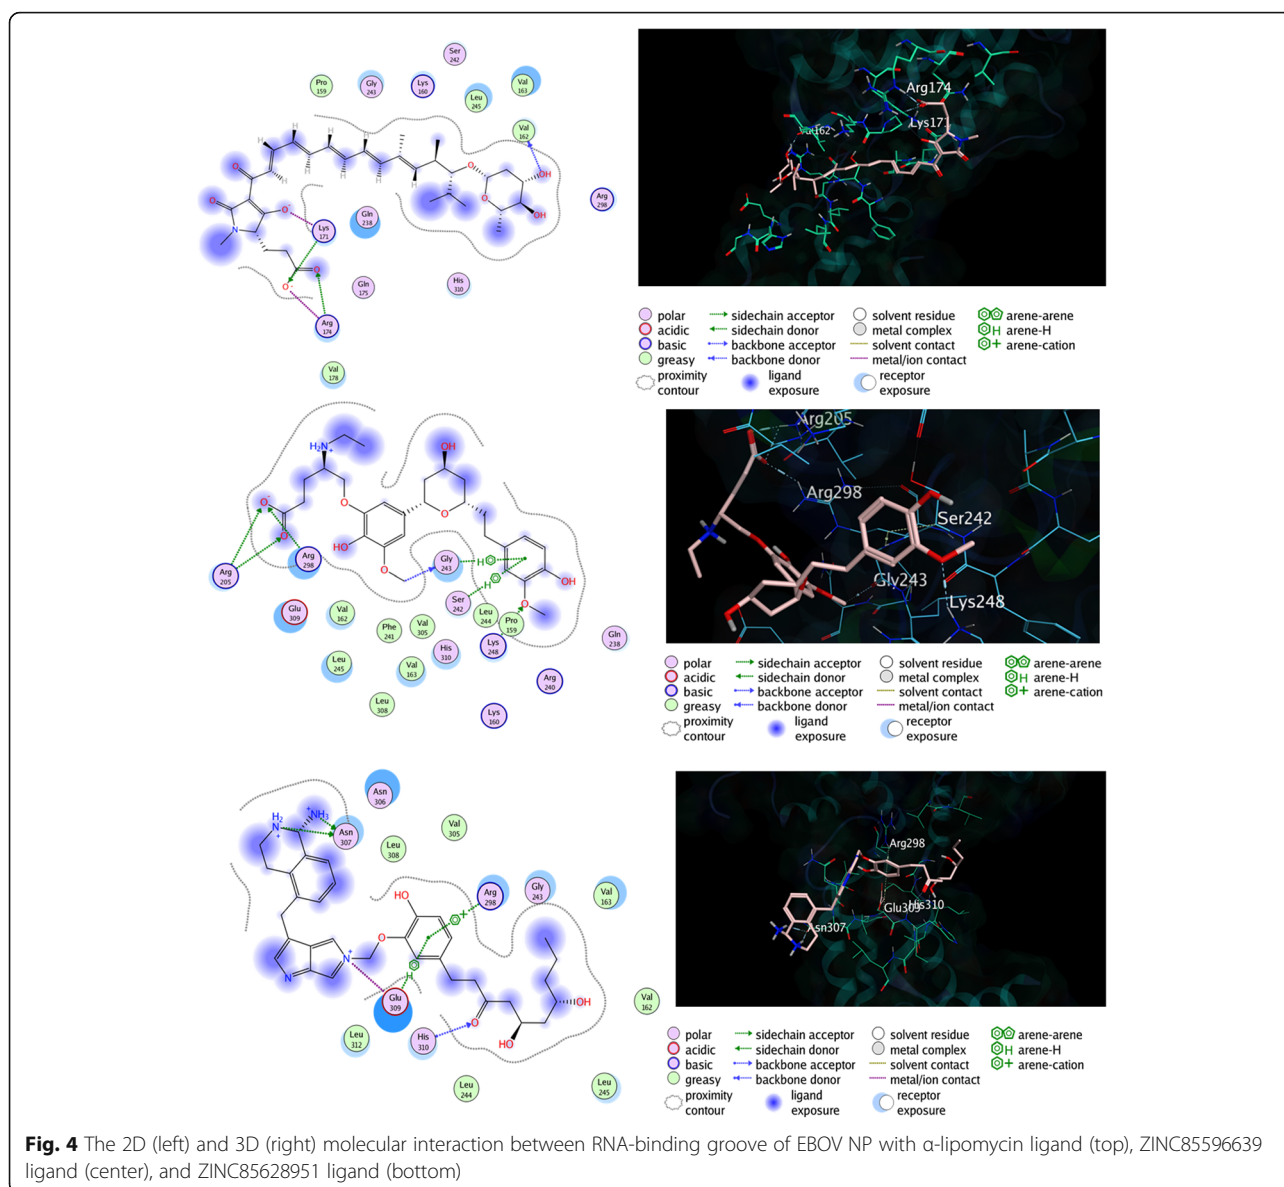 Ser
242
Pro
159
Gly
243
Lys
160
Leu
245
Val
163
Val
162
H H H H H
H H H H
O
O
O
OH
OH
O
O-
N
Arg
298
Gln
238
Lys
171
O
O-
Gln
175
His
310
Arg
174
Val
178
Arg174
Lys171
Val162
polar
acidic
basic
greasy
proximity
contour
sidechain acceptor
sidechain donor
backbone acceptor
backbone donor
ligand
exposure
solvent residue
metal complex
solvent contact
metal/ion contact
receptor
exposure
arene-arene
H arene-H
+ arene-cation
H₂N+
OH
O-
O
O
O
HO
O
Arg
205
Arg
298
Gly
243
H
H
OH
O
Ser
242
Glu
309
Val
162
Phe
241
Val
305
Leu
244
Pro
159
Lys
248
Gln
238
His
310
Leu
245
Val
163
Arg
240
Leu
308
Lys
160
Arg205
Arg298
Ser242
Gly243
Lys248
polar
acidic
basic
greasy
proximity
contour
sidechain acceptor
sidechain donor
backbone acceptor
backbone donor
ligand
exposure
solvent residue
metal complex
solvent contact
metal/ion contact
receptor
exposure
arene-arene
H arene-H
+ arene-cation
Asn
306
H2
N
+
NH₃
+
Asn
307
Val
305
Leu
308
Arg
298
Gly
243
Val
163
HO
+
O
H
N+
N
Glu
309
OH
O
HO
Val
162
Leu
312
His
310
Leu
244
Leu
245
Arg298
Glu309
His310
Asn307
polar
acidic
basic
greasy
proximity
contour
sidechain acceptor
sidechain donor
backbone acceptor
backbone donor
ligand
exposure
solvent residue
metal complex
solvent contact
metal/ion contact
receptor
exposure
arene-arene
H arene-H
+ arene-cation
Fig. 4 The 2D (left) and 3D (right) molecular interaction between RNA-binding groove of EBOV NP with α-lipomycin ligand (top), ZINC85596639
ligand (center), and ZINC85628951 ligand (bottom)